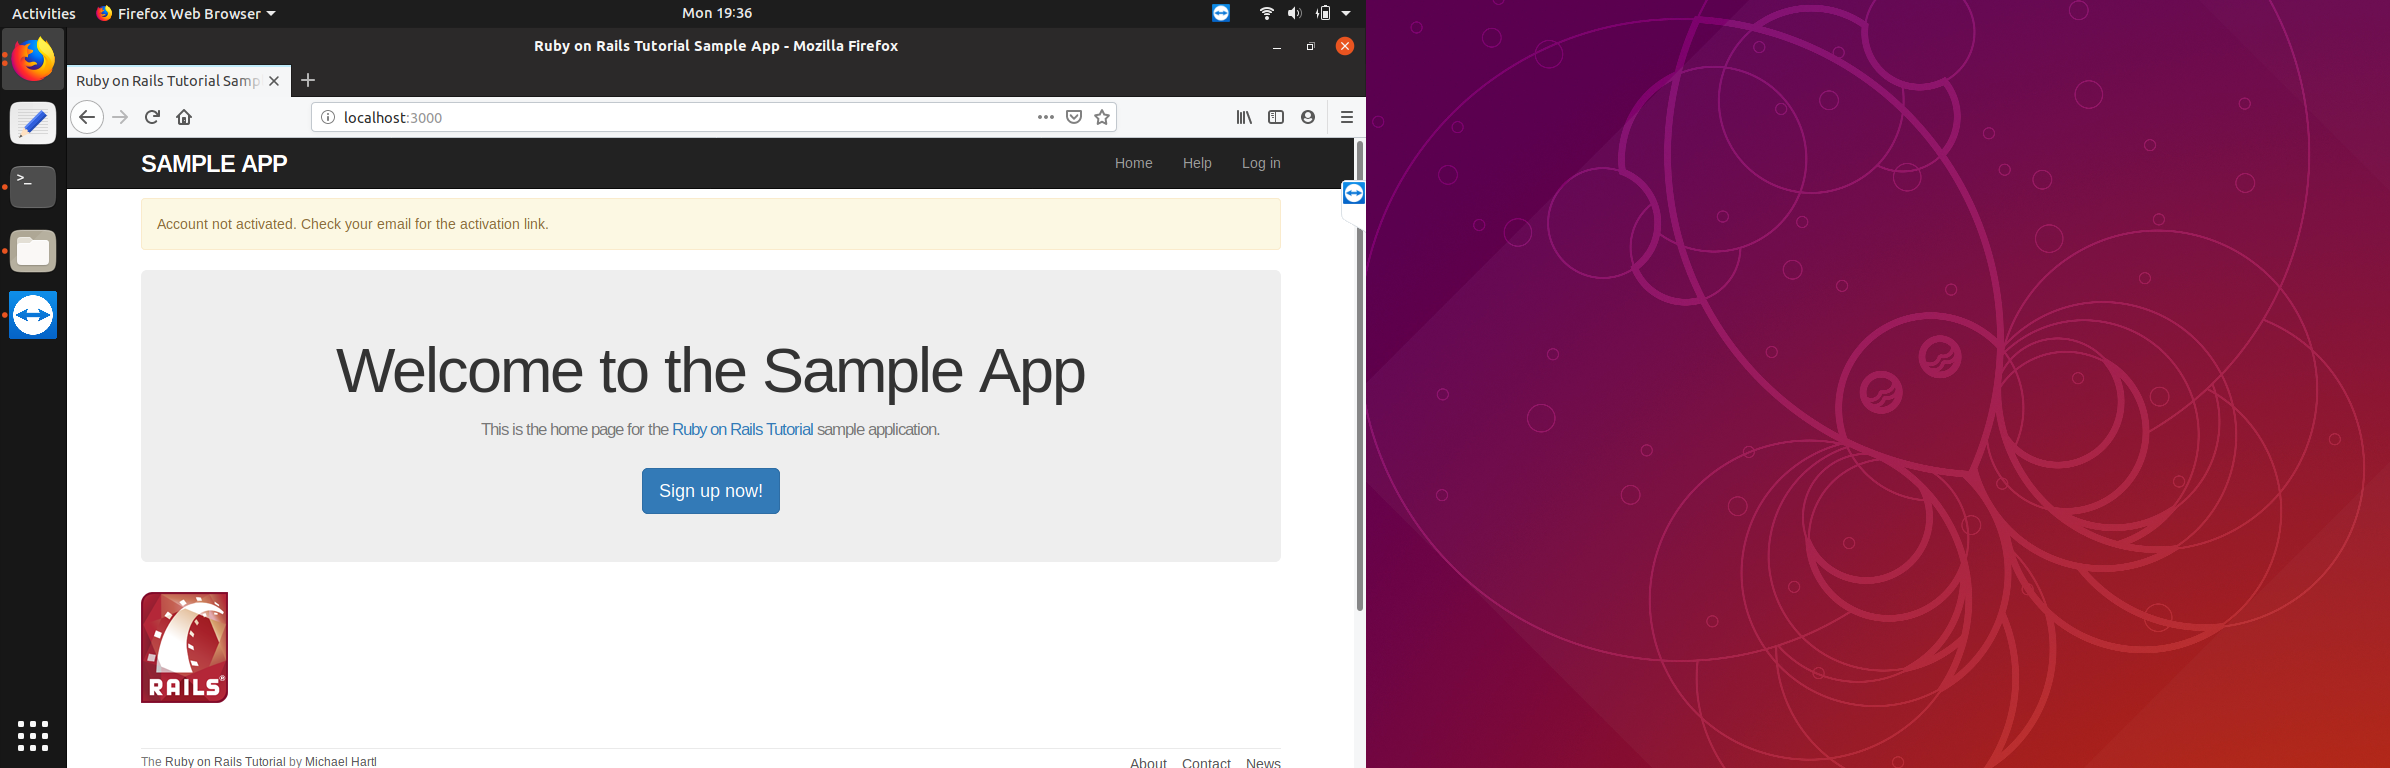 Activities
Firefox Web Browser
Mon 19:36
Ruby on Rails Tutorial Sample App - Mozilla Firefox
Ruby on Rails Tutorial Samp
localhost:3000
SAMPLE APP
Home Help Log in
Account not activated. Check your email for the activation link.
Welcome to the Sample App
This is the home page for the Ruby on Rails Tutorial sample application.
Sign up now!
RAILS®
The Ruby on Rails Tutorial by Michael Hartl
About Contact News